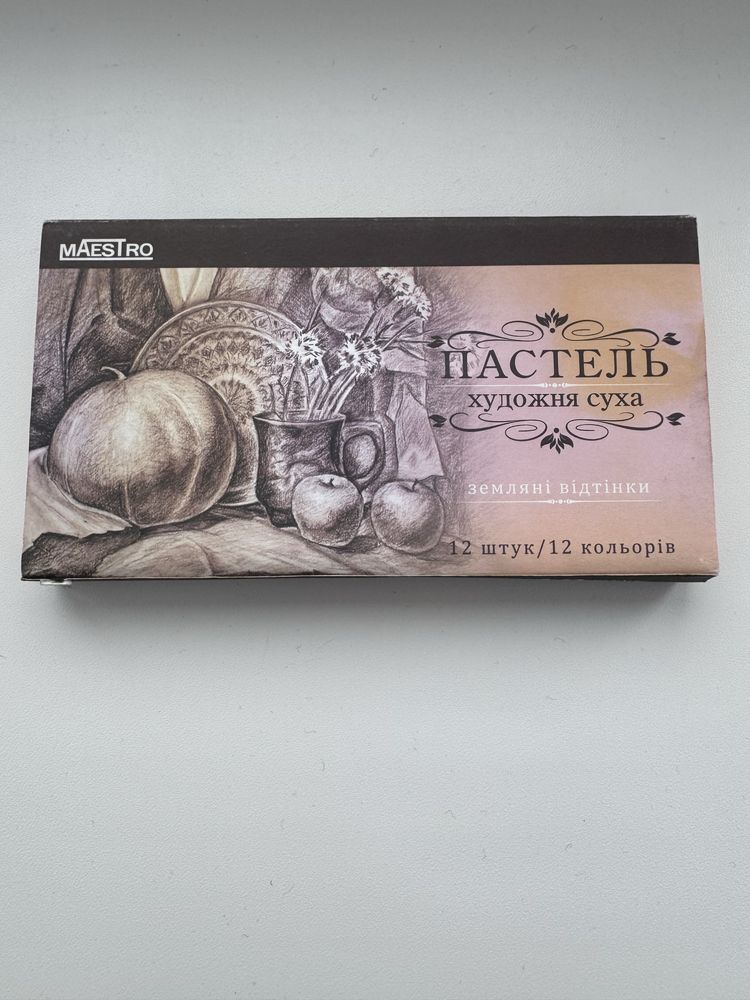 MAESTRO
ПАСТЕЛЬ
художня суха
земляні відтінки
12 штук/12 кольорів